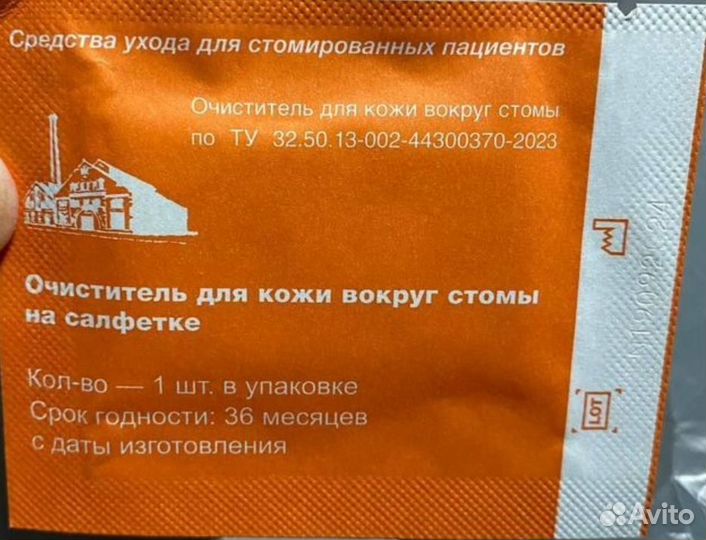 Средства ухода для стомированных пациентов
Очиститель для кожи вокруг стомы
по ТУ 32.50.13-002-44300370-2023
Очиститель для кожи вокруг стомы
на салфетке
Кол-во — 1 шт. в упаковке
Срок годности: 36 месяцев
с даты изготовления
LOT
Avito